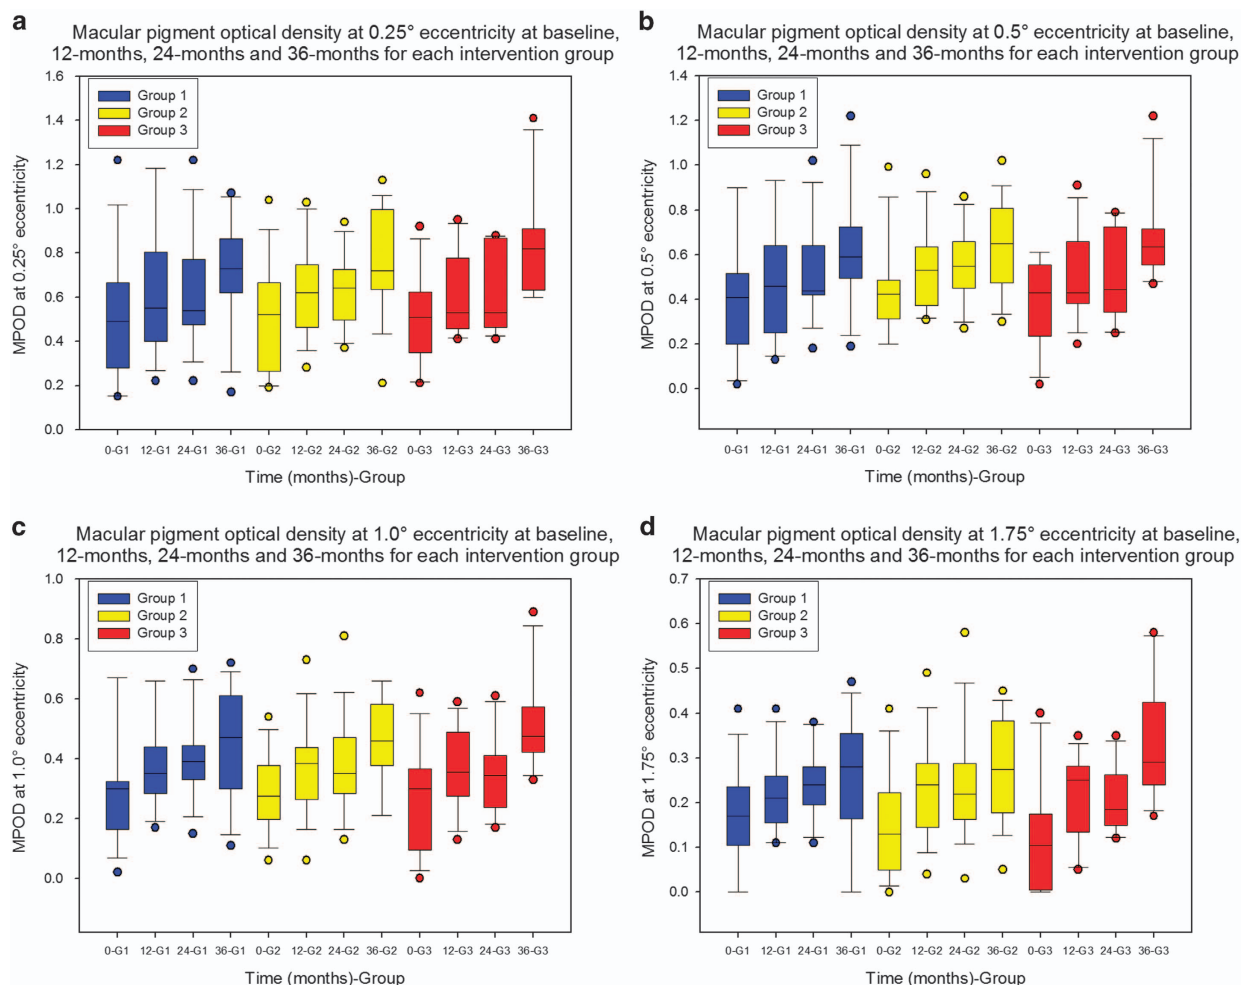 a
Macular pigment optical density at 0.25° eccentricity at baseline,
12-months, 24-months and 36-months for each intervention group
1.6
1.4
1.2
1.0
0.8
0.6
0.4
0.2
0.0
MPOD at 0.25° eccentricity
Group 1
Group 2
Group 3
0-G1 12-G1 24-G1 36-G1 0-G2 12-G2 24-G2 36-G2 0-G3 12-G3 24-G3 36-G3
Time (months)-Group
b
Macular pigment optical density at 0.5° eccentricity at baseline,
12-months, 24-months and 36-months for each intervention group
1.4
1.2
1.0
0.8
0.6
0.4
0.2
0.0
MPOD at 0.5° eccentricity
Group 1
Group 2
Group 3
0-G1 12-G1 24-G1 36-G1 0-G2 12-G2 24-G2 36-G2 0-G3 12-G3 24-G3 36-G3
Time (months)-Group
c
Macular pigment optical density at 1.0° eccentricity at baseline,
12-months, 24-months and 36-months for each intervention group
1.0
0.8
0.6
0.4
0.2
0.0
MPOD at 1.0° eccentricity
Group 1
Group 2
Group 3
0-G1 12-G1 24-G1 36-G1 0-G2 12-G2 24-G2 36-G2 0-G3 12-G3 24-G3 36-G3
Time (months)-Group
d
Macular pigment optical density at 1.75° eccentricity at baseline,
12-months, 24-months and 36-months for each intervention group
0.7
0.6
0.5
0.4
0.3
0.2
0.1
0.0
MPOD at 1.75° eccentricity
Group 1
Group 2
Group 3
0-G1 12-G1 24-G1 36-G1 0-G2 12-G2 24-G2 36-G2 0-G3 12-G3 24-G3 36-G3
Time (months)-Group